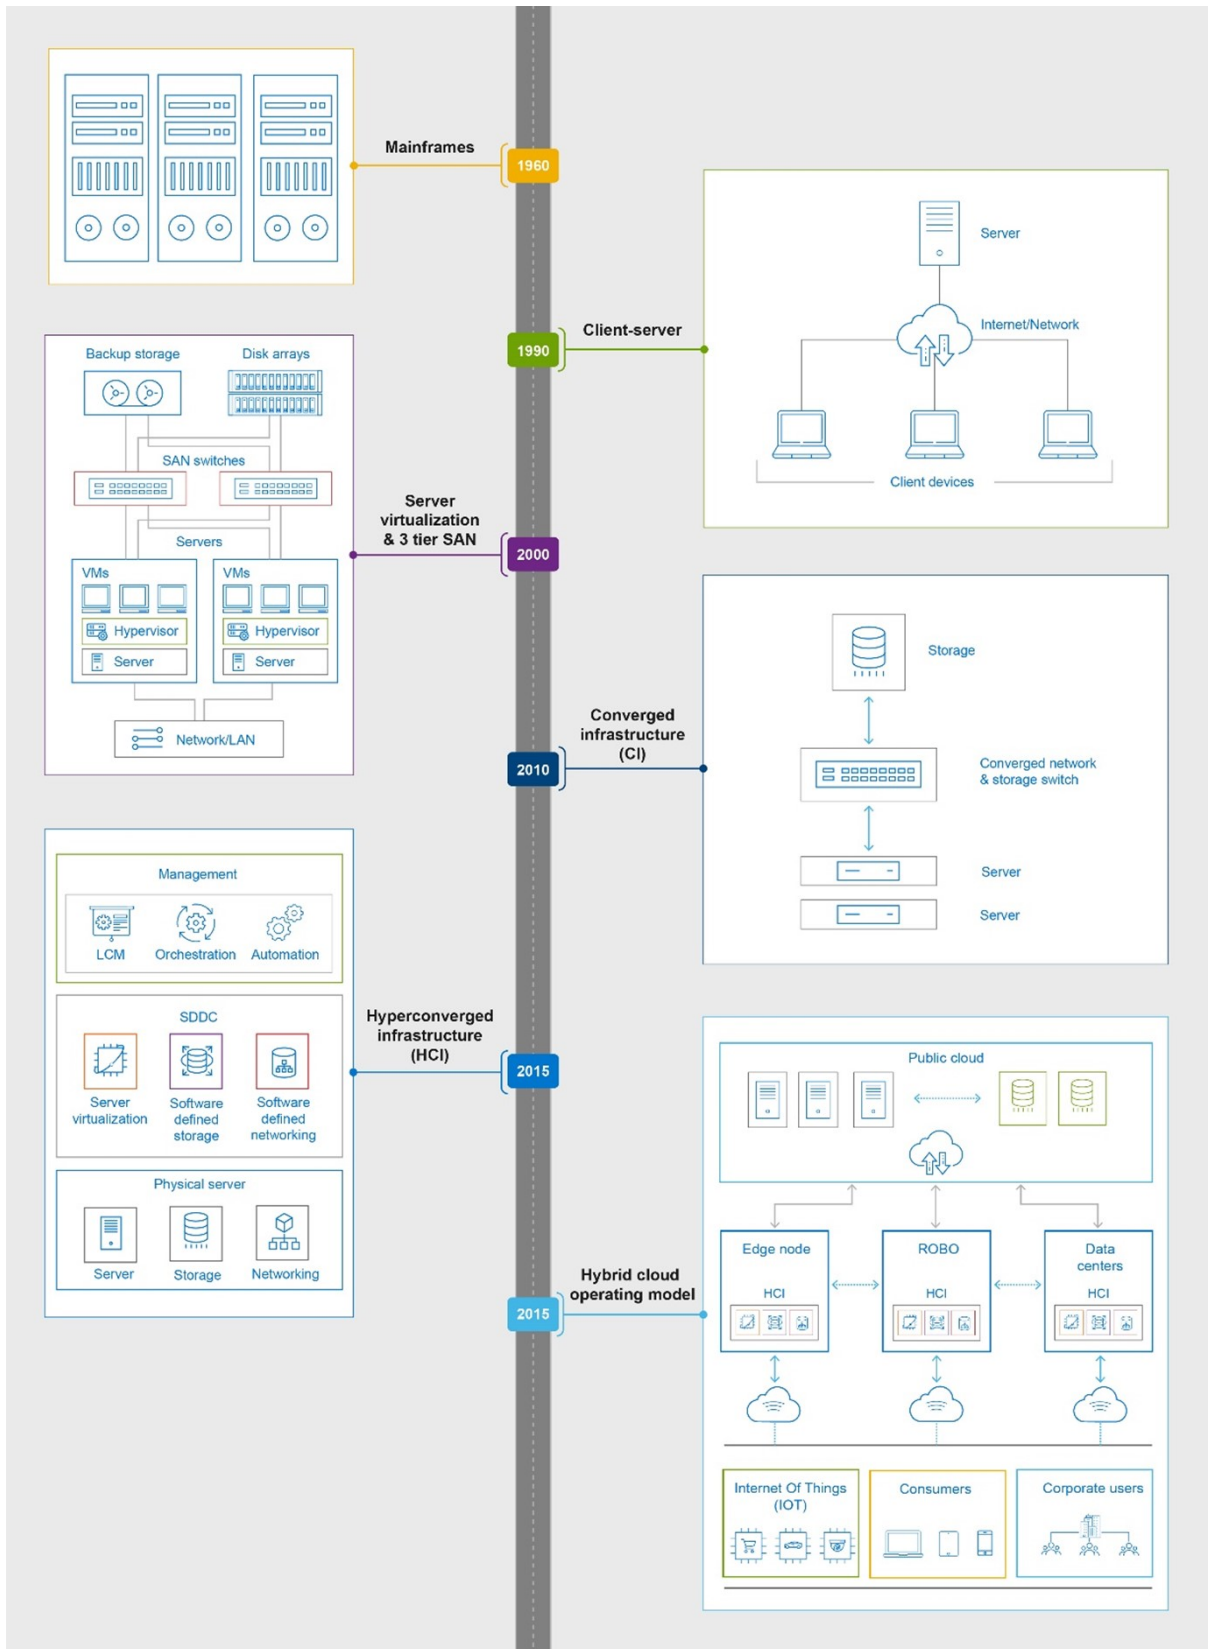 Mainframes
1960
Client-server
1990
Server
Internet/Network
Client devices
Backup storage
Disk arrays
SAN switches
Servers
VMs
VMs
Hypervisor
Hypervisor
Server
Server
Network/LAN
Server
virtualization
& 3 tier SAN
2000
Converged
infrastructure
(CI)
2010
Storage
Converged network
& storage switch
Server
Server
Management
LCM
Orchestration
Automation
SDDC
Server
virtualization
Software
defined
storage
Software
defined
networking
Physical server
Server
Storage
Networking
Hyperconverged
infrastructure
(HCI)
2015
Hybrid cloud
operating model
2015
Public cloud
Edge node
HCI
ROBO
HCI
Data
centers
HCI
Internet Of Things
(IOT)
Consumers
Corporate users